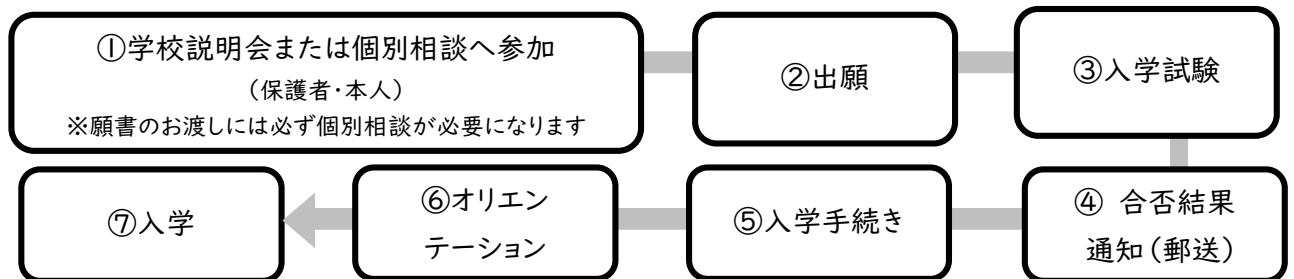 ①学校説明会または個別相談へ参加
(保護者・本人)
※願書のお渡しには必ず個別相談が必要になります
②出願
③入学試験
④ 合否結果
通知(郵送)
⑤入学手続き
⑥オリエン
テーション
⑦入学